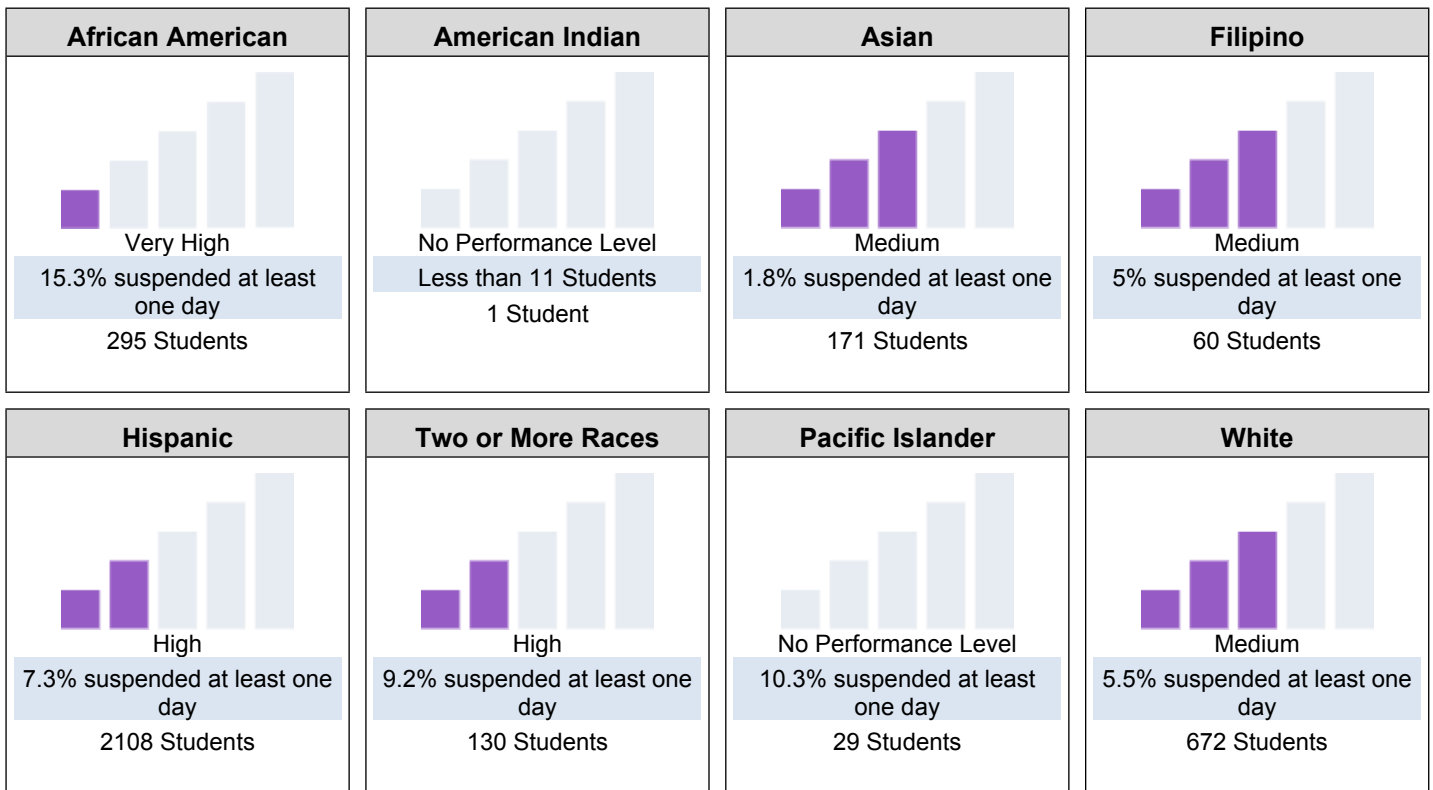 African American
Very High
15.3% suspended at least
one day
295 Students
American Indian
No Performance Level
Less than 11 Students
1 Student
Asian
Medium
1.8% suspended at least one
day
171 Students
Filipino
Medium
5% suspended at least one
day
60 Students
Hispanic
High
7.3% suspended at least one
day
2108 Students
Two or More Races
High
9.2% suspended at least one
day
130 Students
Pacific Islander
No Performance Level
10.3% suspended at least
one day
29 Students
White
Medium
5.5% suspended at least one
day
672 Students